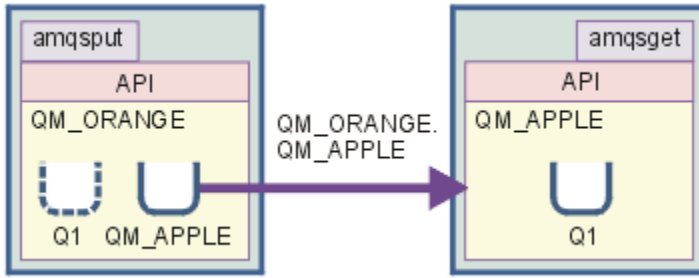 amqsput
API
QM_ORANGE
Q1 QM_APPLE
QM_ORANGE.
QM_APPLE
amqsget
API
QM_APPLE
Q1